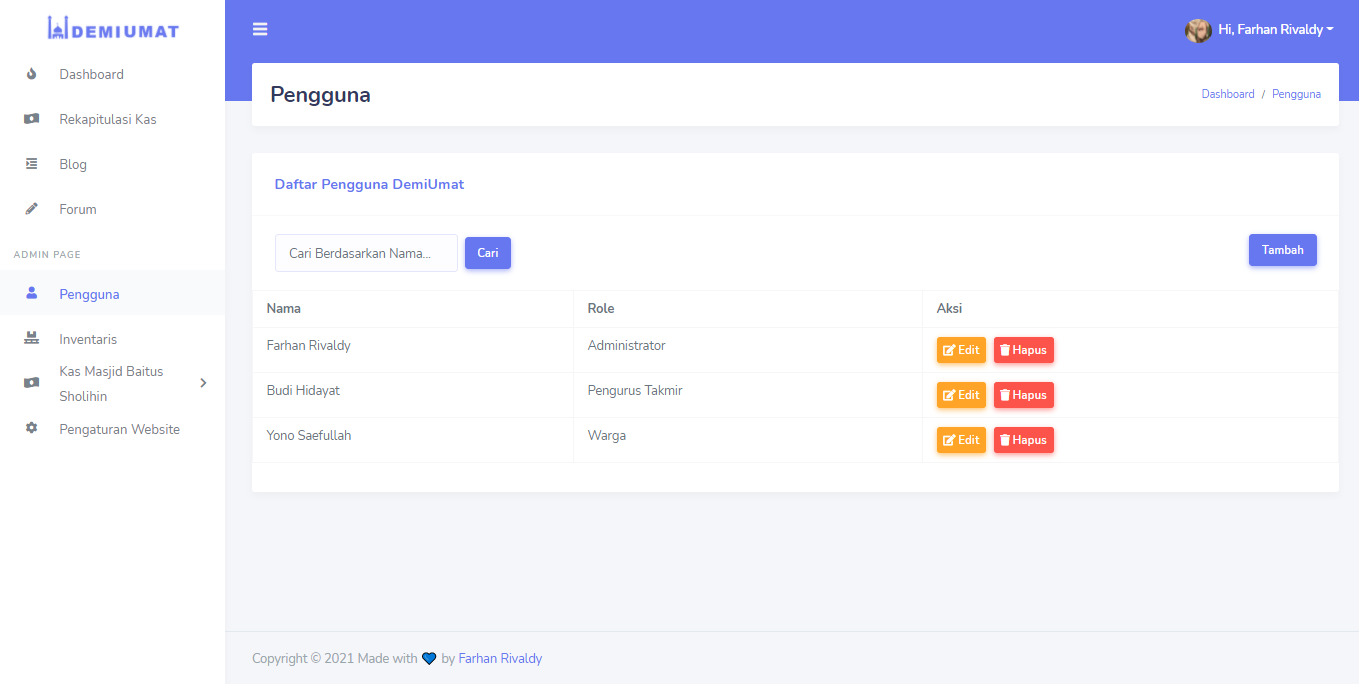 DEMIUMAT
Hi, Farhan Rivaldy
Dashboard
Rekapitulasi Kas
Blog
Forum
ADMIN PAGE
Pengguna
Inventaris
Kas Masjid Baitus
Sholihin
Pengaturan Website
Pengguna
Dashboard / Pengguna
Daftar Pengguna DemiUmat
Cari Berdasarkan Nama... Cari Tambah
Nama Role Aksi
Farhan Rivaldy Administrator Edit Hapus
Budi Hidayat Pengurus Takmir Edit Hapus
Yono Saefullah Warga Edit Hapus
Copyright © 2021 Made with 💙 by Farhan Rivaldy